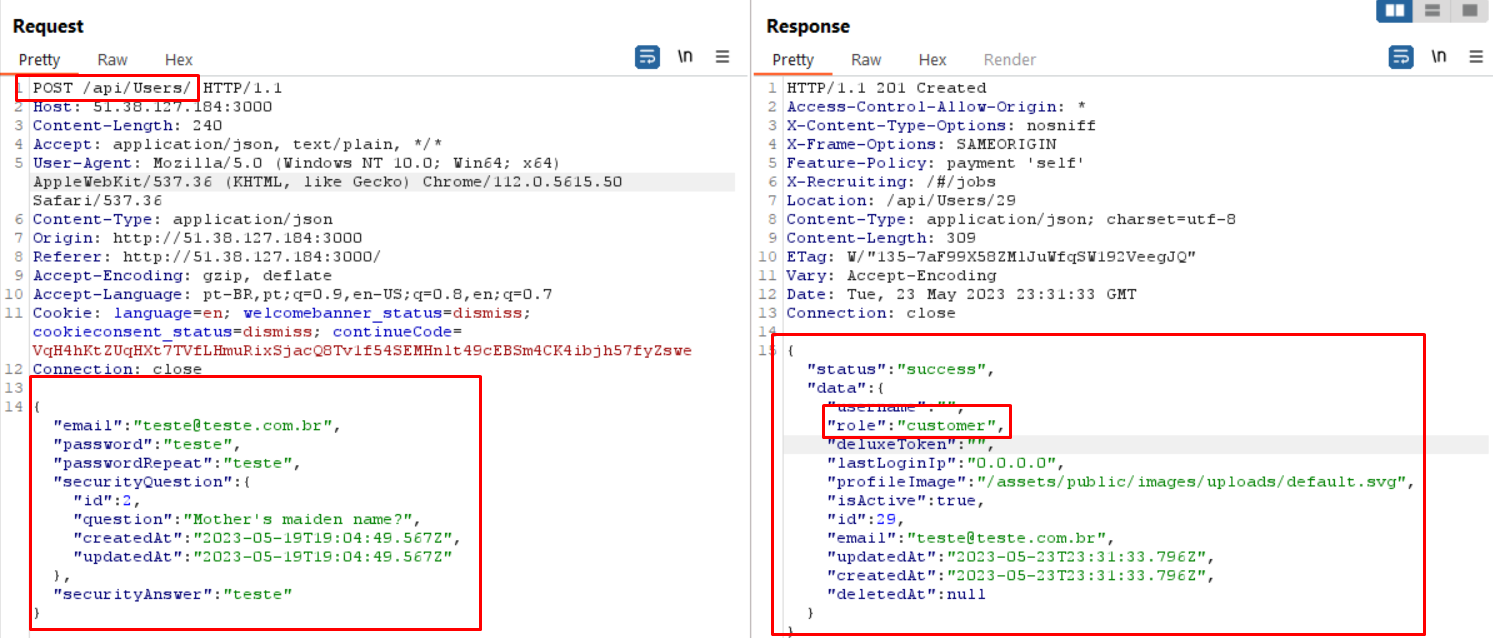 Request
Pretty Raw Hex \n
1 POST /api/Users/ HTTP/1.1
2 Host: 51.38.127.184:3000
3 Content-Length: 240
4 Accept: application/json, text/plain, */*
5 User-Agent: Mozilla/5.0 (Windows NT 10.0; Win64; x64)
AppleWebKit/537.36 (KHTML, like Gecko) Chrome/112.0.5615.50
Safari/537.36
6 Content-Type: application/json
7 Origin: http://51.38.127.184:3000
8 Referer: http://51.38.127.184:3000/
9 Accept-Encoding: gzip, deflate
10 Accept-Language: pt-BR,pt;q=0.9,en-US;q=0.8,en;q=0.7
11 Cookie: language=en; welcomebanner_status=dismiss;
cookieconsent_status=dismiss; continueCode=
VqH4hKtZUqHXt7TVfLHmuRixSjacQ8Tv1f54SEMHnlt49cEBSm4CK4ibjh57fyZswe
12 Connection: close
13
14 {
"email":"teste@teste.com.br",
"password":"teste",
"passwordRepeat":"teste",
"securityQuestion":{
"id":2,
"question":"Mother's maiden name?",
"createdAt":"2023-05-19T19:04:49.567Z",
"updatedAt":"2023-05-19T19:04:49.567Z"
},
"securityAnswer":"teste"
}
Response
Pretty Raw Hex Render \n
1 HTTP/1.1 201 Created
2 Access-Control-Allow-Origin: *
3 X-Content-Type-Options: nosniff
4 X-Frame-Options: SAMEORIGIN
5 Feature-Policy: payment 'self'
6 X-Recruiting: /#/jobs
7 Location: /api/Users/29
8 Content-Type: application/json; charset=utf-8
9 Content-Length: 309
10 ETag: W/"135-7aF99X58ZM1JuWfqSW192VeegJQ"
11 Vary: Accept-Encoding
12 Date: Tue, 23 May 2023 23:31:33 GMT
13 Connection: close
14
15 {
"status":"success",
"data":{
"username":"",
"role":"customer",
"deluxeToken":"",
"lastLoginIp":"0.0.0.0",
"profileImage":"/assets/public/images/uploads/default.svg",
"isActive":true,
"id":29,
"email":"teste@teste.com.br",
"updatedAt":"2023-05-23T23:31:33.796Z",
"createdAt":"2023-05-23T23:31:33.796Z",
"deletedAt":null
}
}